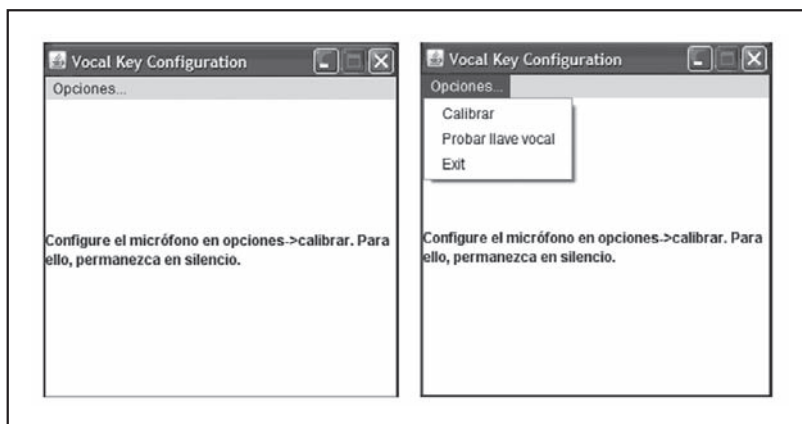 Vocal Key Configuration
Opciones...
Configure el micrófono en opciones->calibrar. Para
ello, permanezca en silencio.
Vocal Key Configuration
Opciones...
Calibrar
Probar llave vocal
Exit
Configure el micrófono en opciones->calibrar. Para
ello, permanezca en silencio.